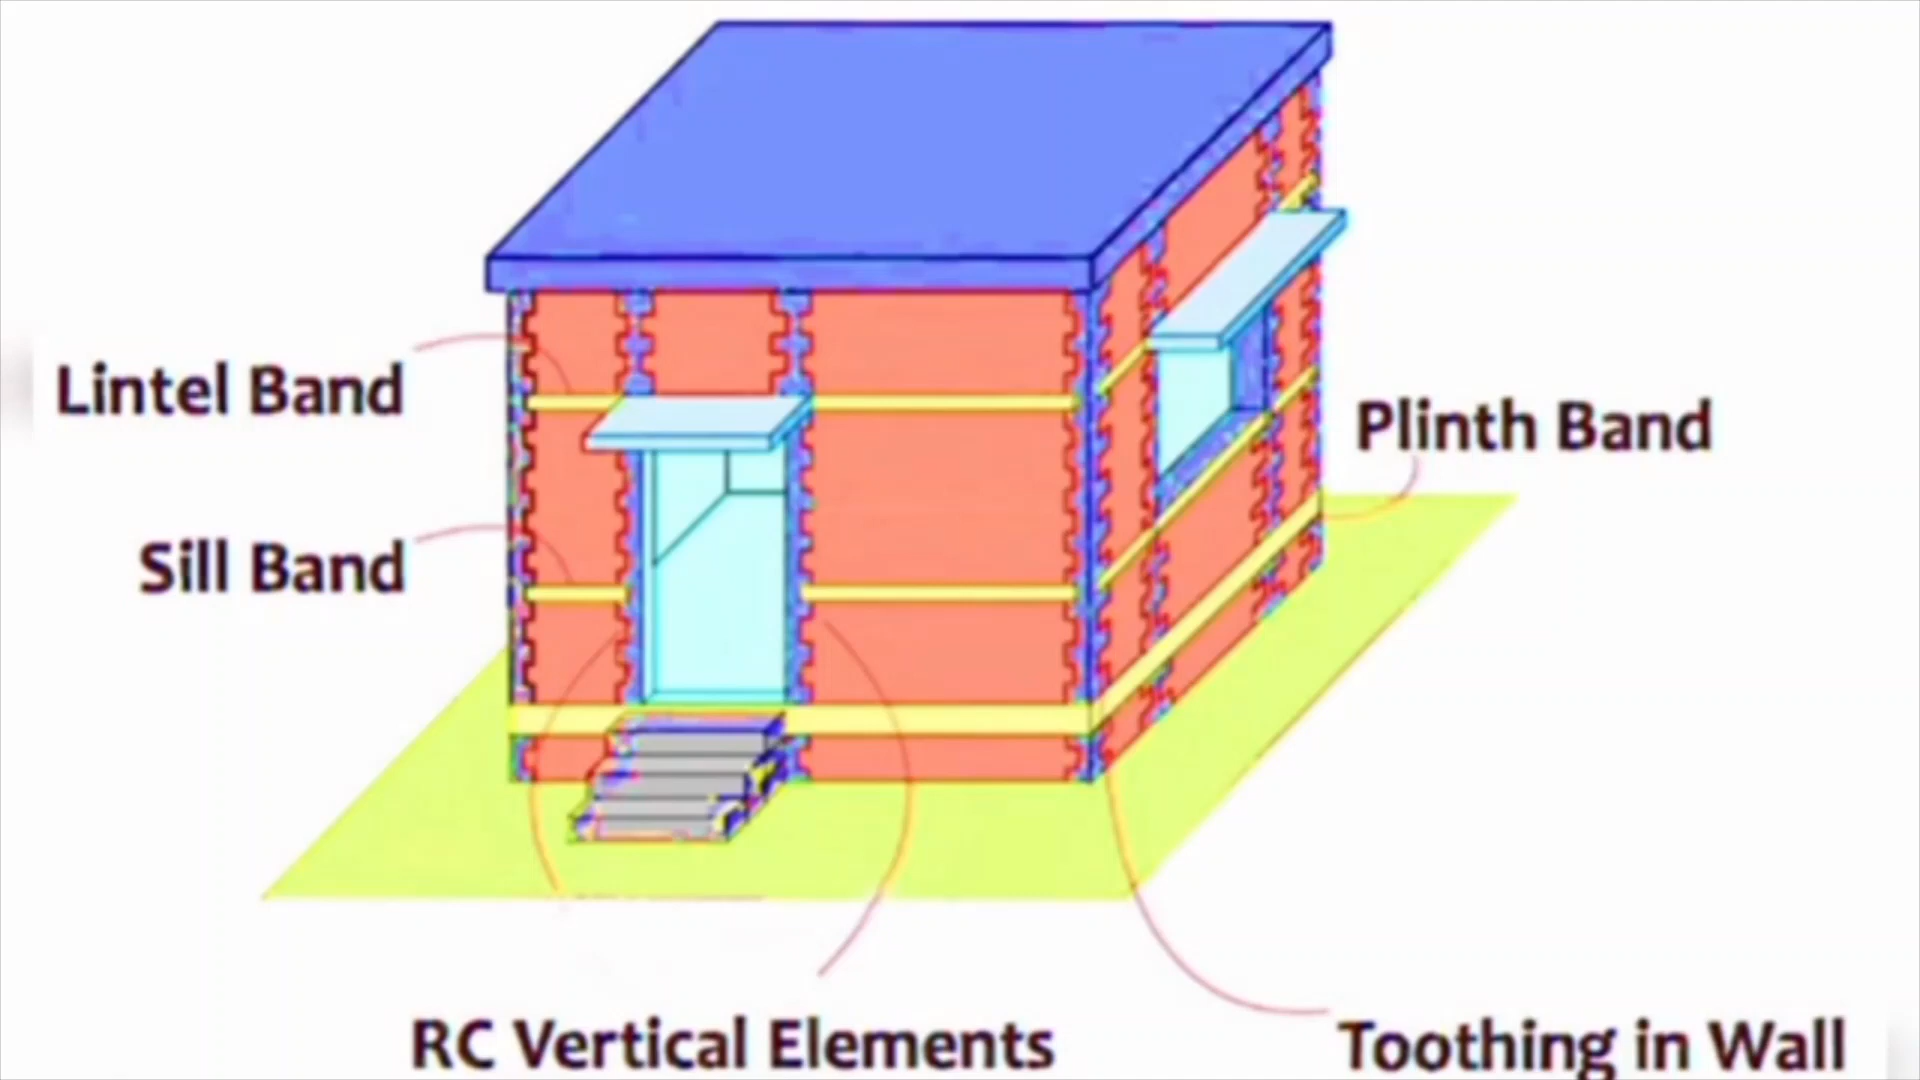 Lintel Band
Plinth Band
Sill Band
RC Vertical Elements
Toothing in Wall